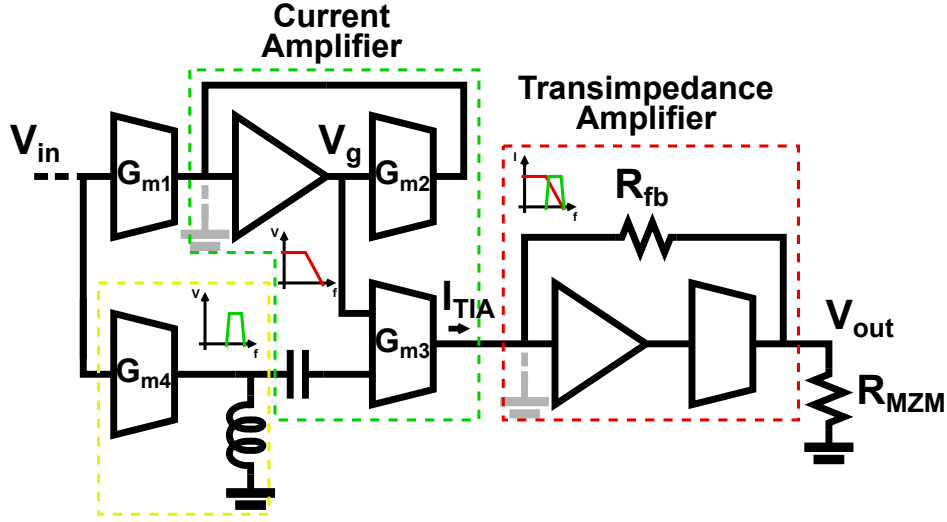 Current
Amplifier
Transimpedance
Amplifier
V_in
G_m1
V_g
G_m2
I
f
R_fb
V
f
V
f
I_TIA
G_m3
V_out
G_m4
R_MZM